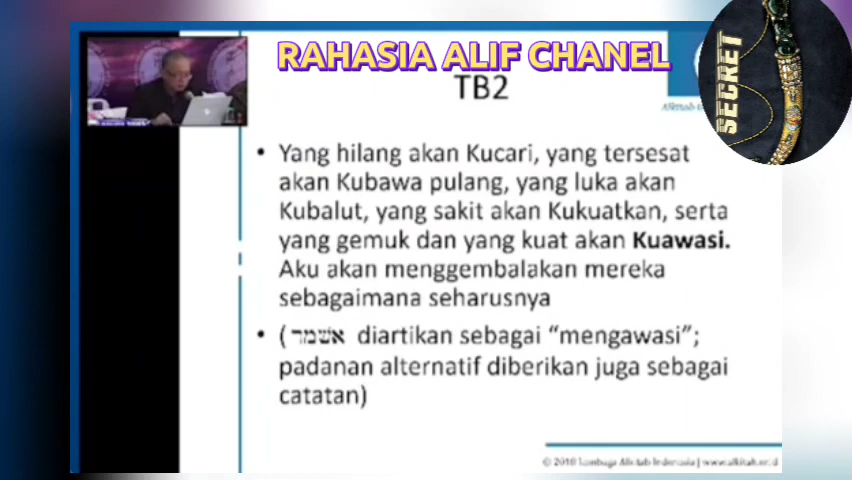 RAHASIA ALIF CHANEL
SECRET
TB2
• Yang hilang akan Kucari, yang tersesat
akan Kubawa pulang, yang luka akan
Kubalut, yang sakit akan Kukuatkan, serta
yang gemuk dan yang kuat akan Kuawasi.
Aku akan menggembalakan mereka
sebagaimana seharusnya
• ( אשמר diartikan sebagai “mengawasi”;
padanan alternatif diberikan juga sebagai
catatan)
© 2018 Lembaga Alkitab Indonesia | www.alkitab.or.id